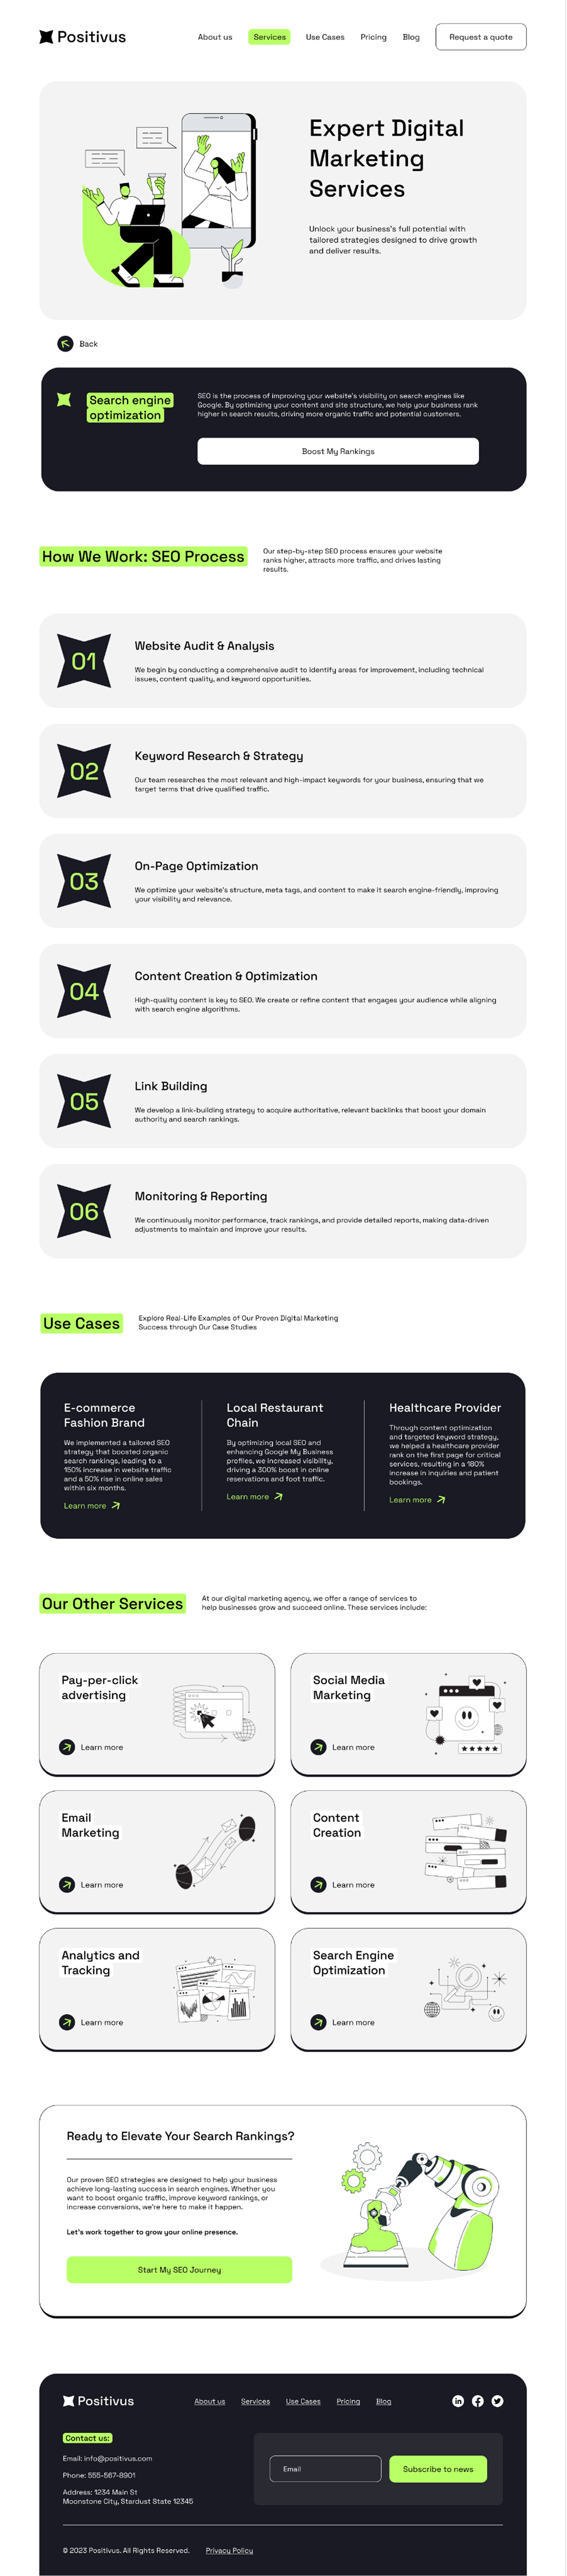 Positivus
About us
Services
Use Cases
Pricing
Blog
Request a quote
Expert Digital
Marketing
Services
Unlock your business's full potential with
tailored strategies designed to drive growth
and deliver results.
Back
Search engine
optimization
SEO is the process of improving your website's visibility on search engines like
Google. By optimizing your content and site structure, we help your business rank
higher in search results, driving more organic traffic and potential customers.
Boost My Rankings
How We Work: SEO Process
Our step-by-step SEO process ensures your website
ranks higher, attracts more traffic, and drives lasting
results.
01
Website Audit & Analysis
We begin by conducting a comprehensive audit to identify areas for improvement, including technical
issues, content quality, and keyword opportunities.
02
Keyword Research & Strategy
Our team researches the most relevant and high-impact keywords for your business, ensuring that we
target terms that drive qualified traffic.
03
On-Page Optimization
We optimize your website's structure, meta tags, and content to make it search engine-friendly, improving
your visibility and relevance.
04
Content Creation & Optimization
High-quality content is key to SEO. We create or refine content that engages your audience while aligning
with search engine algorithms.
05
Link Building
We develop a link-building strategy to acquire authoritative, relevant backlinks that boost your domain
authority and search rankings.
06
Monitoring & Reporting
We continuously monitor performance, track rankings, and provide detailed reports, making data-driven
adjustments to maintain and improve your results.
Use Cases
Explore Real-Life Examples of Our Proven Digital Marketing
Success through Our Case Studies
E-commerce
Fashion Brand
We implemented a tailored SEO
strategy that boosted organic
search rankings, leading to a
150% increase in website traffic
and a 50% rise in online sales
within six months.
Learn more
Local Restaurant
Chain
By optimizing local SEO and
enhancing Google My Business
profiles, we increased visibility,
driving a 300% boost in online
reservations and foot traffic.
Learn more
Healthcare Provider
Through content optimization
and targeted keyword strategy,
we helped a healthcare provider
rank on the first page for critical
services, resulting in a 180%
increase in inquiries and patient
bookings.
Learn more
Our Other Services
At our digital marketing agency, we offer a range of services to
help businesses grow and succeed online. These services include:
Pay-per-click
advertising
Learn more
Social Media
Marketing
Learn more
Email
Marketing
Learn more
Content
Creation
Learn more
Analytics and
Tracking
Learn more
Search Engine
Optimization
Learn more
Ready to Elevate Your Search Rankings?
Our proven SEO strategies are designed to help your business
achieve long-lasting success in search engines. Whether you
want to boost organic traffic, improve keyword rankings, or
increase conversions, we're here to make it happen.
Let's work together to grow your online presence.
Start My SEO Journey
Positivus
About us
Services
Use Cases
Pricing
Blog
in
Contact us:
Email: info@positivus.com
Phone: 555-567-8901
Address: 1234 Main St
Moonstone City, Stardust State 12345
Email
Subscribe to news
© 2023 Positivus. All Rights Reserved.
Privacy Policy